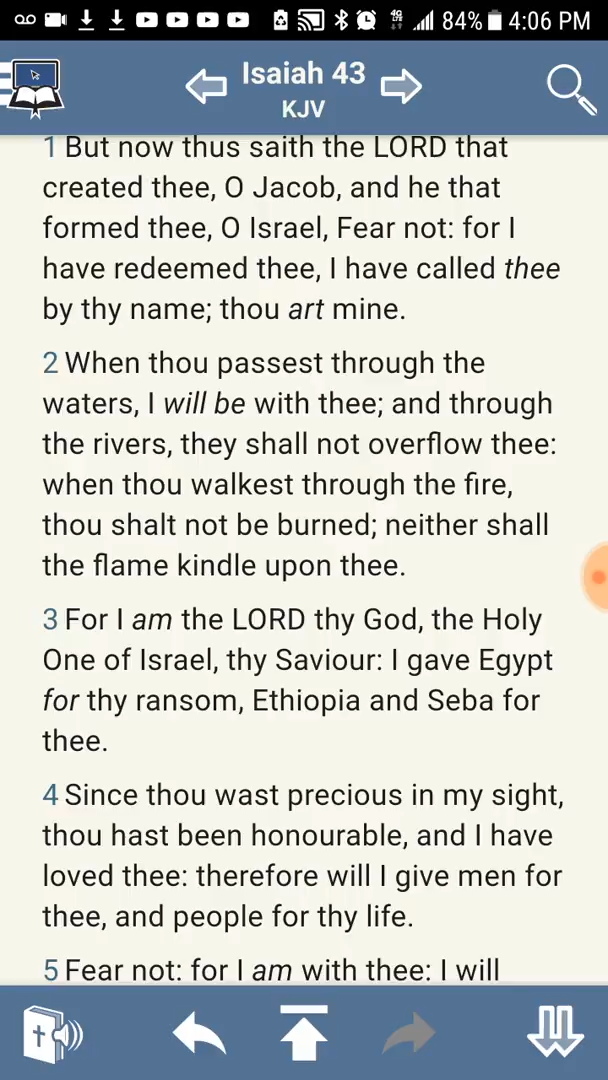 84% 4:06 PM
Isaiah 43
KJV
1 But now thus saith the LORD that
created thee, O Jacob, and he that
formed thee, O Israel, Fear not: for I
have redeemed thee, I have called thee
by thy name; thou art mine.
2 When thou passest through the
waters, I will be with thee; and through
the rivers, they shall not overflow thee:
when thou walkest through the fire,
thou shalt not be burned; neither shall
the flame kindle upon thee.
3 For I am the LORD thy God, the Holy
One of Israel, thy Saviour: I gave Egypt
for thy ransom, Ethiopia and Seba for
thee.
4 Since thou wast precious in my sight,
thou hast been honourable, and I have
loved thee: therefore will I give men for
thee, and people for thy life.
5 Fear not: for I am with thee: I will